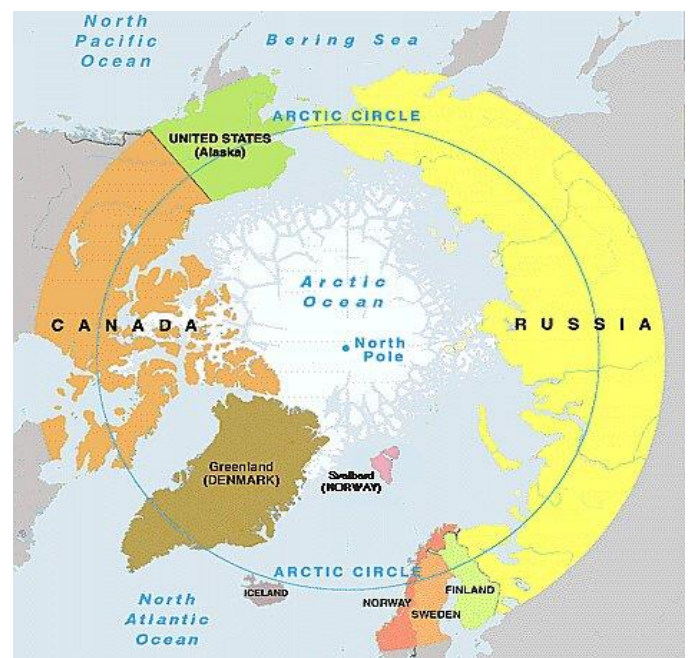 North
Pacific
Ocean
Bering Sea
ARCTIC CIRCLE
UNITED STATES
(Alaska)
Arctic
Ocean
CANADA
RUSSIA
North
Pole
Greenland
(DENMARK)
Svalbard
(NORWAY)
ARCTIC CIRCLE
ICELAND
FINLAND
NORWAY
SWEDEN
North
Atlantic
Ocean